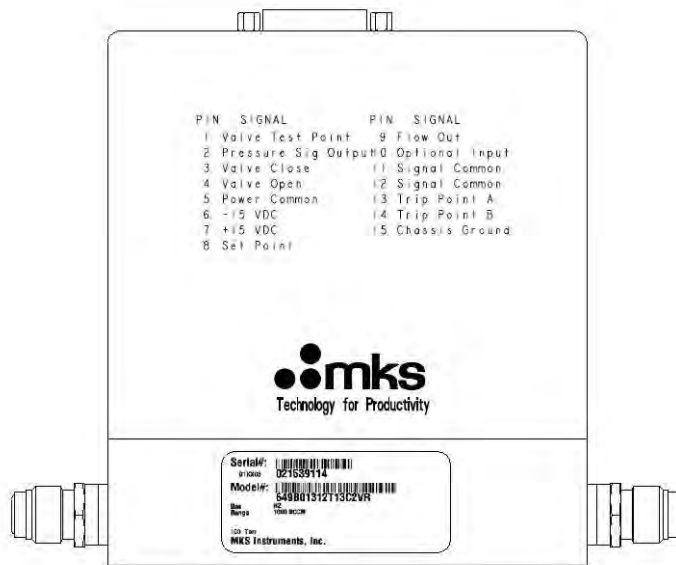 PIN SIGNAL PIN SIGNAL
1 Valve Test Point 9 Flow Out
2 Pressure Sig Output 10 Optional Input
3 Valve Close 11 Signal Common
4 Valve Open 12 Signal Common
5 Power Common 13 Trip Point A
6 -15 VDC 14 Trip Point B
7 +15 VDC 15 Chassis Ground
8 Set Point
mks
Technology for Productivity
Serial#:
021639114
Model#:
649B01312T13C2VR
Range 1000 SCCM
MKS Instruments, Inc.